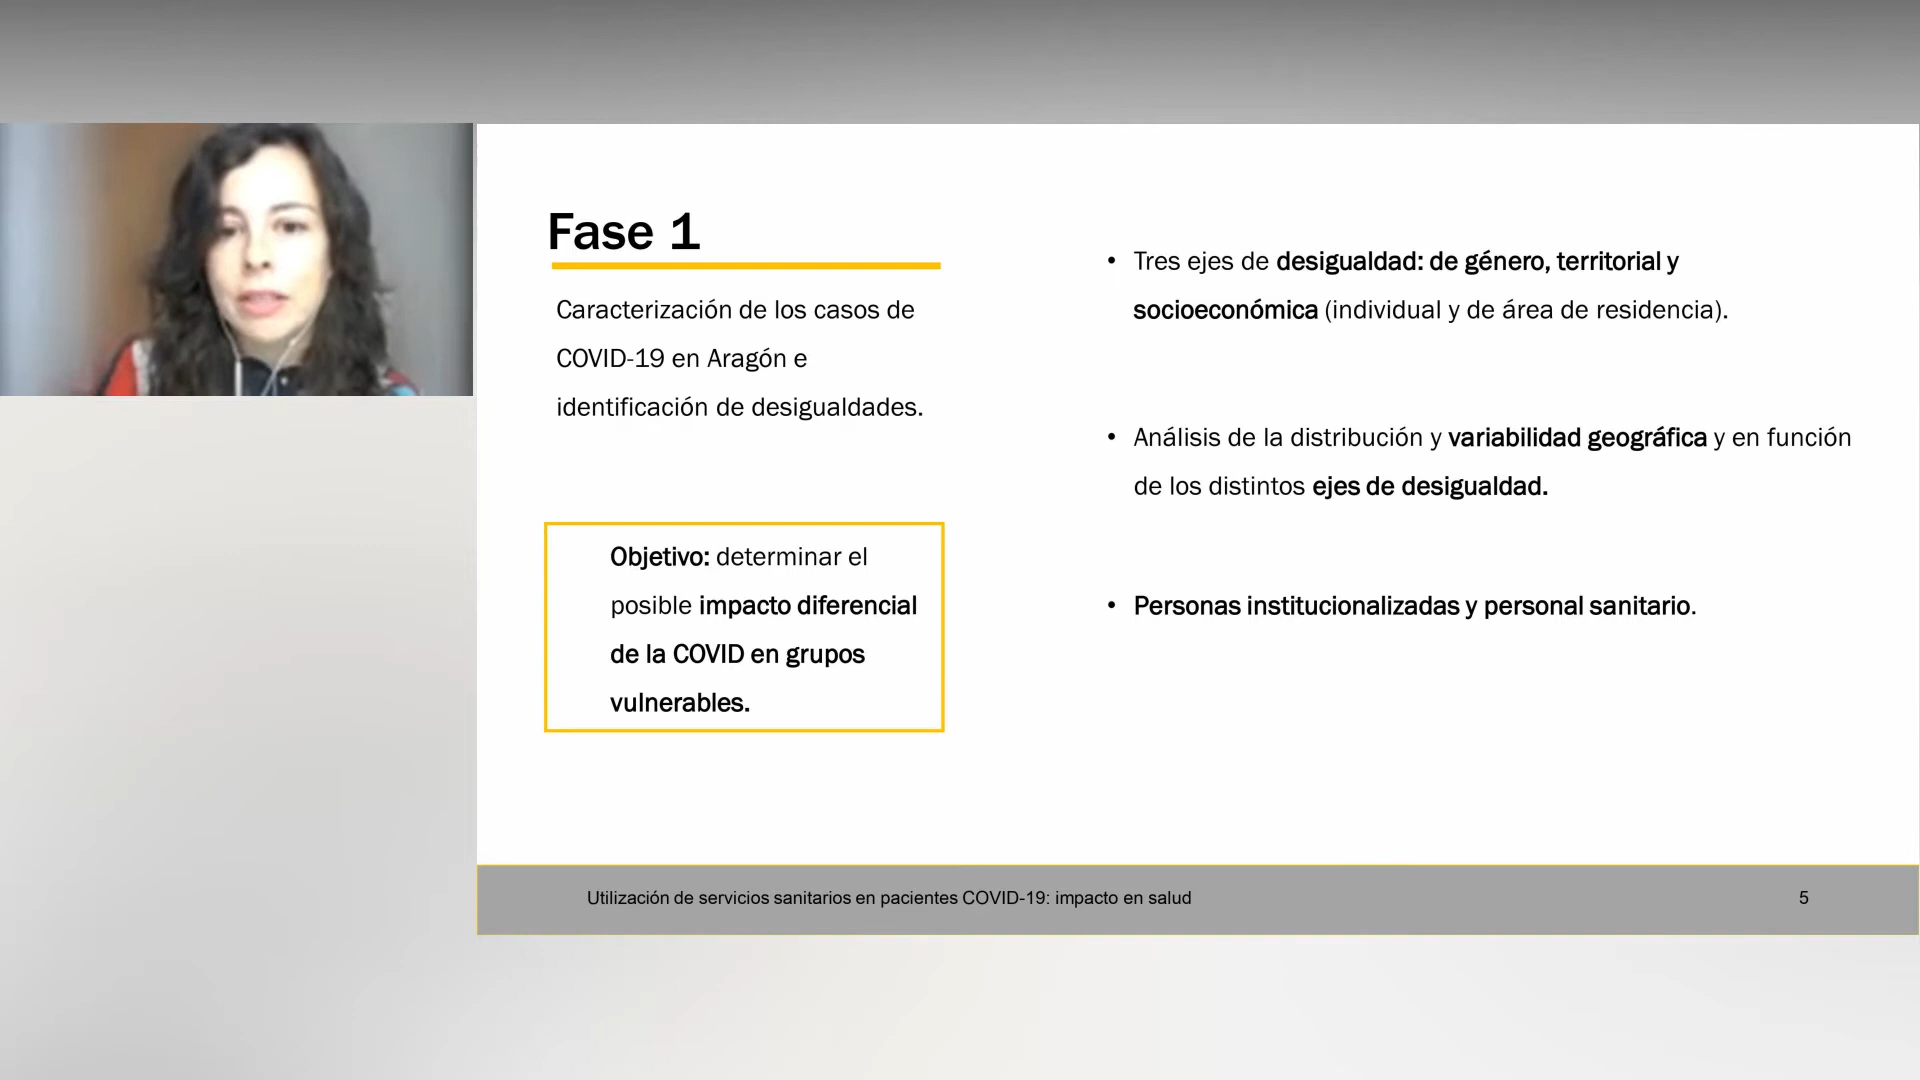 Fase 1
Caracterización de los casos de
COVID-19 en Aragón e
identificación de desigualdades.
Objetivo: determinar el
posible impacto diferencial
de la COVID en grupos
vulnerables.
• Tres ejes de desigualdad: de género, territorial y
socioeconómica (individual y de área de residencia).
• Análisis de la distribución y variabilidad geográfica y en función
de los distintos ejes de desigualdad.
• Personas institucionalizadas y personal sanitario.
Utilización de servicios sanitarios en pacientes COVID-19: impacto en salud
5